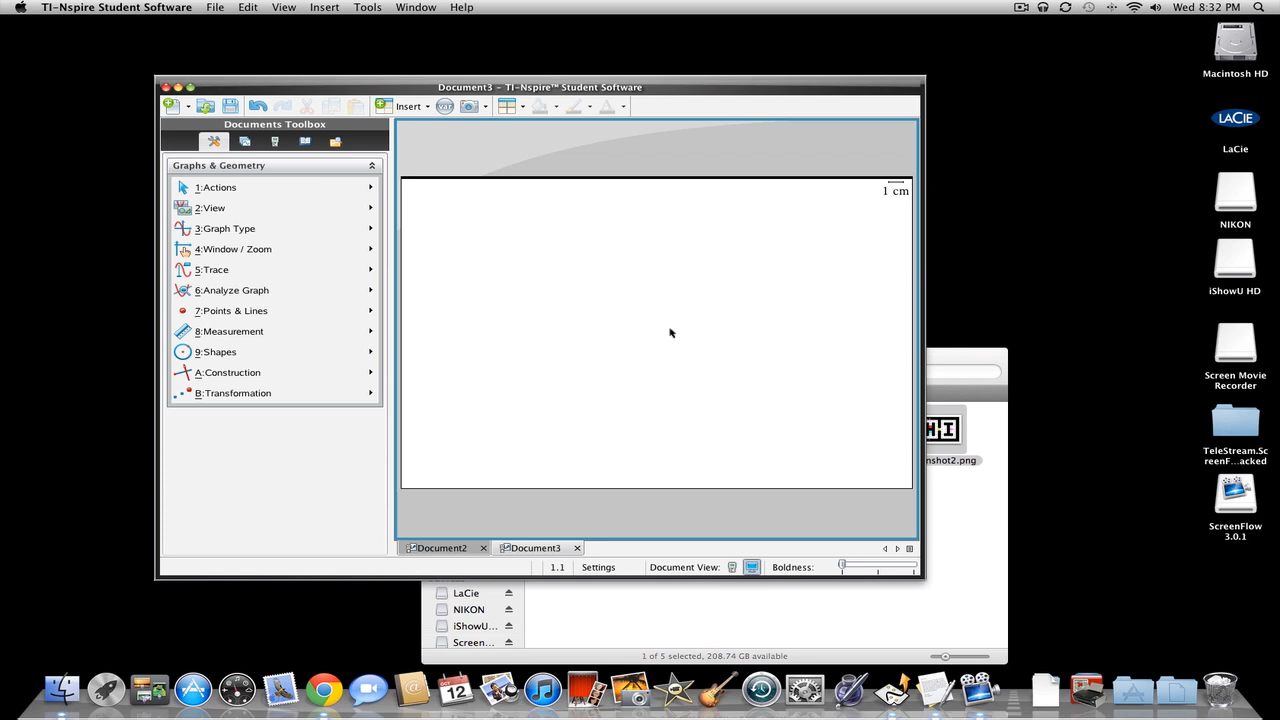 TI-Nspire Student Software File Edit View Insert Tools Window Help Wed 8:32 PM
Macintosh HD
LACIE
LaCie
NIKON
iShowU HD
Screen Movie
Recorder
TeleStream.Sc
reenF...acked
ScreenFlow
3.0.1
Document3 - TI-Nspire™ Student Software
Insert
var
A
Documents Toolbox
Graphs & Geometry
1:Actions
2:View
3:Graph Type
4:Window / Zoom
5:Trace
6:Analyze Graph
7:Points & Lines
8:Measurement
9:Shapes
A:Construction
B:Transformation
1 cm
Document2 Document3
1.1 Settings Document View: Boldness:
HI
nshot2.png
LaCie
NIKON
iShowU...
Screen...
1 of 5 selected, 208.74 GB available
12